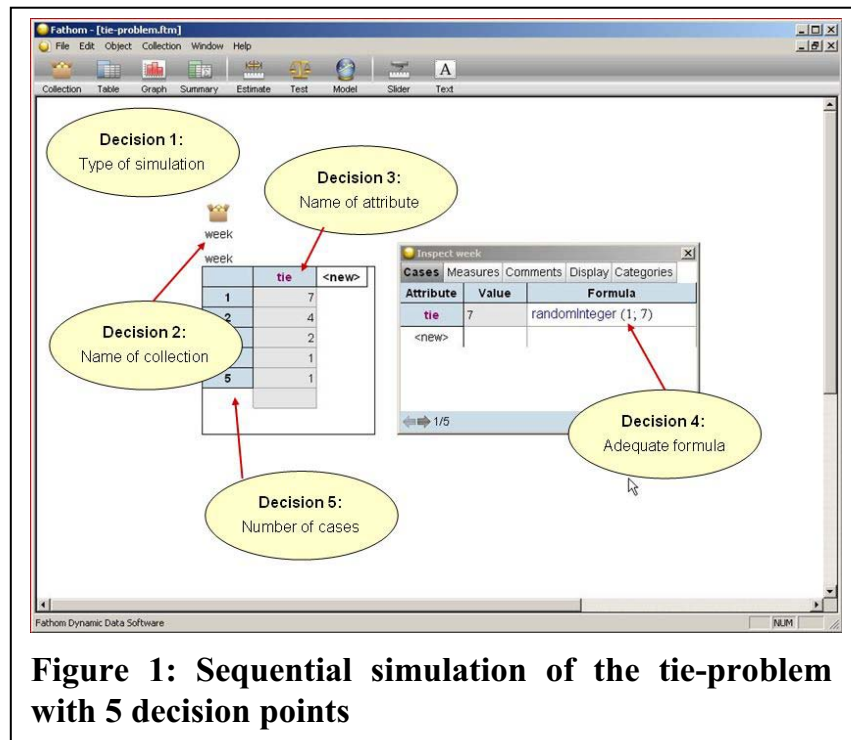 Fathom - [tie-problem.ftm]
File Edit Object Collection Window Help
Collection Table Graph Summary Estimate Test Model Slider Text
A
Decision 1:
Type of simulation
Decision 3:
Name of attribute
week
week
tie <new>
1 7
2 4
2
1
5 1
Decision 2:
Name of collection
Inspect week
Cases Measures Comments Display Categories
Attribute Value Formula
tie 7 randomInteger (1; 7)
<new>
1/5
Decision 4:
Adequate formula
Decision 5:
Number of cases
Fathom Dynamic Data Software NUM
Figure 1: Sequential simulation of the tie-problem
with 5 decision points